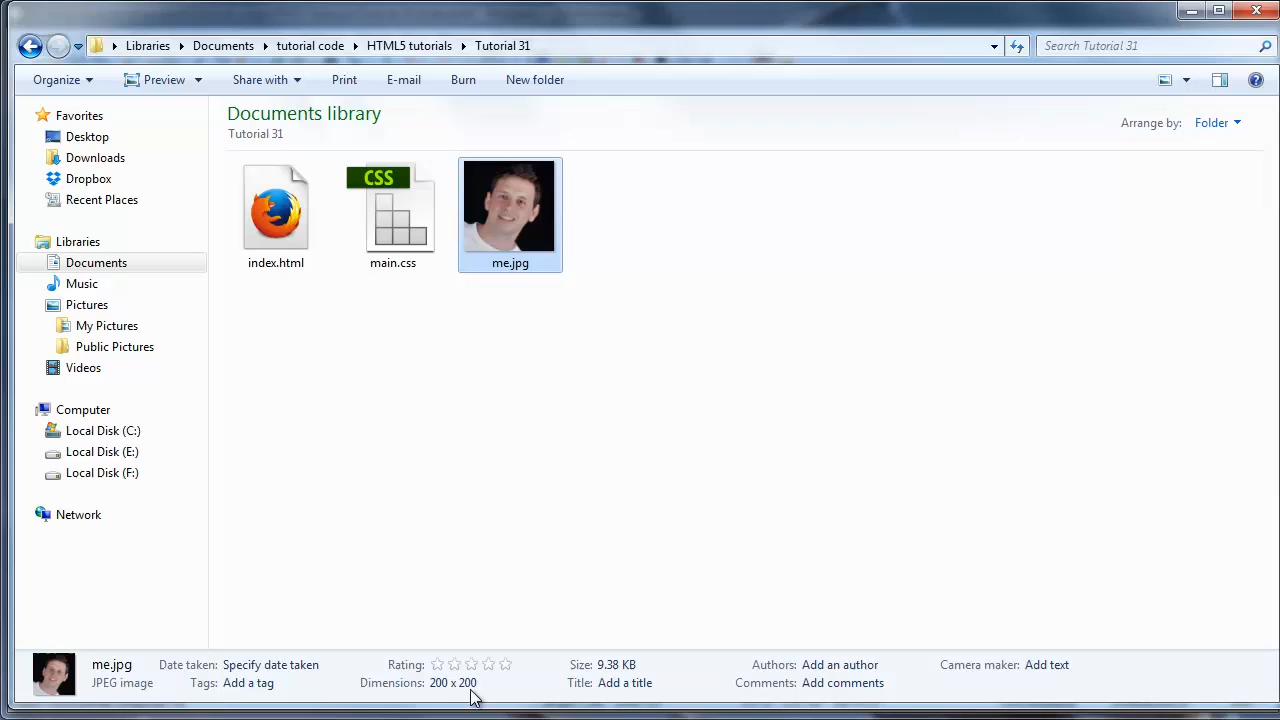 Libraries Documents tutorial code HTML5 tutorials Tutorial 31
Search Tutorial 31
Organize Preview Share with Print E-mail Burn New folder
Documents library
Tutorial 31
Arrange by: Folder
Favorites
Desktop
Downloads
Dropbox
Recent Places
Libraries
Documents
Music
Pictures
My Pictures
Public Pictures
Videos
Computer
Local Disk (C:)
Local Disk (E:)
Local Disk (F:)
Network
CSS
index.html main.css me.jpg
me.jpg Date taken: Specify date taken Rating: Size: 9.38 KB Authors: Add an author Camera maker: Add text
JPEG image Tags: Add a tag Dimensions: 200 x 200 Title: Add a title Comments: Add comments